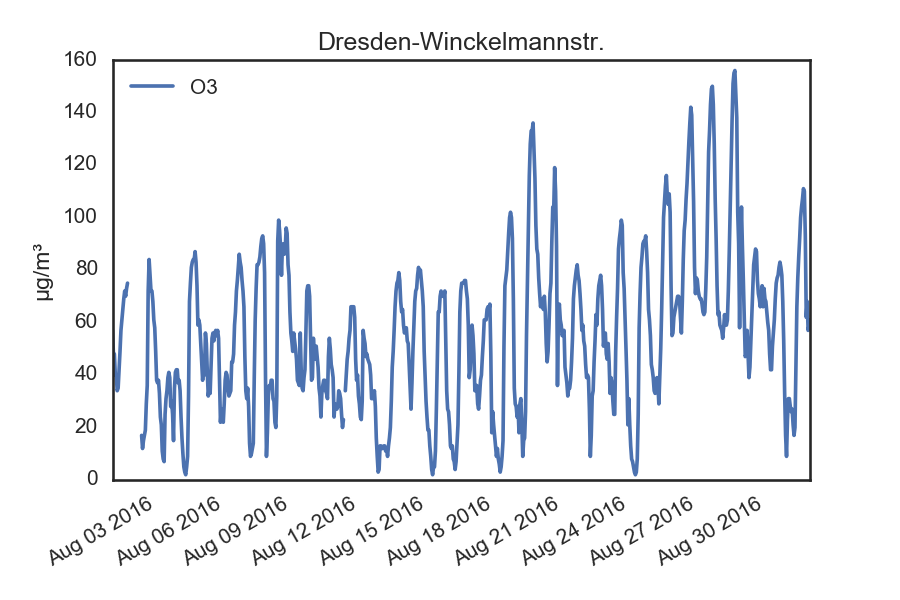 Dresden-Winckelmannstr.
O3
µg/m³
160
140
120
100
80
60
40
20
0
Aug 03 2016
Aug 06 2016
Aug 09 2016
Aug 12 2016
Aug 15 2016
Aug 18 2016
Aug 21 2016
Aug 24 2016
Aug 27 2016
Aug 30 2016